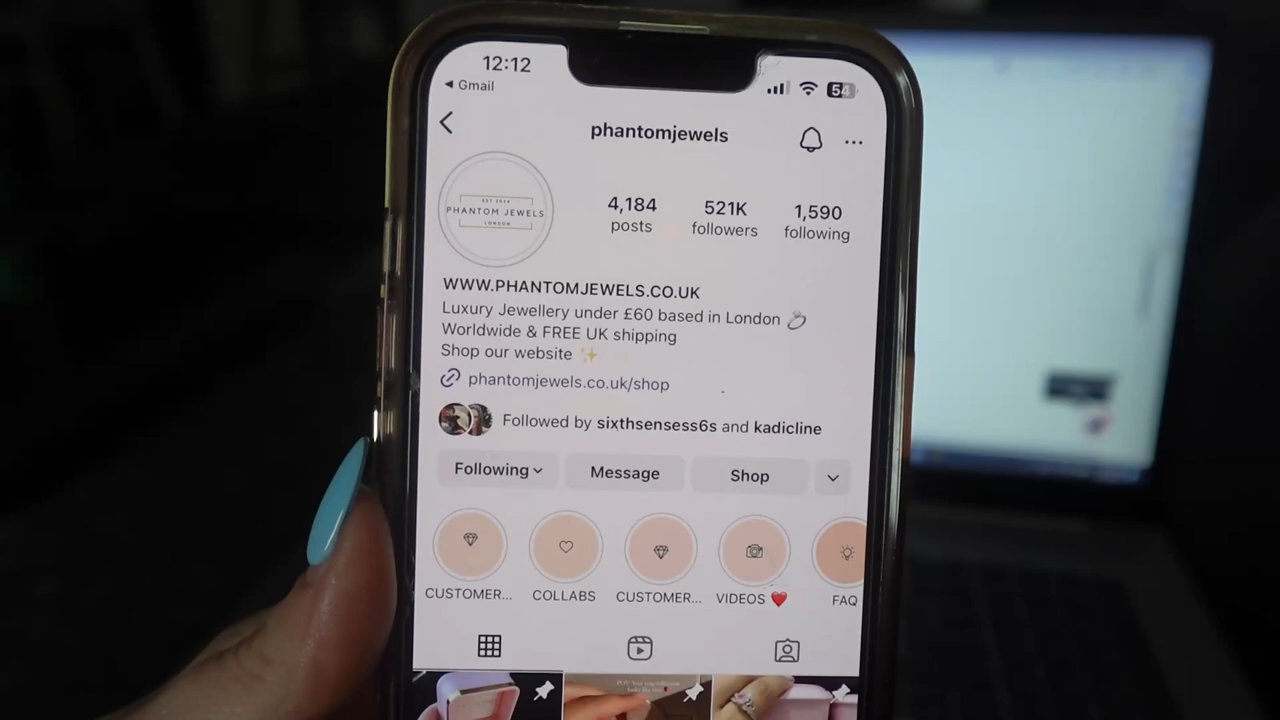 12:12
Gmail
54
phantomjewels
PHANTOM JEWELS
LONDON
4,184 521K 1,590
posts followers following
WWW.PHANTOMJEWELS.CO.UK
Luxury Jewellery under £60 based in London 💍
Worldwide & FREE UK shipping
Shop our website ✨
phantomjewels.co.uk/shop
Followed by sixthsensess6s and kadicline
Following Message Shop
CUSTOMER... COLLABS CUSTOMER... VIDEOS ❤️ FAQ